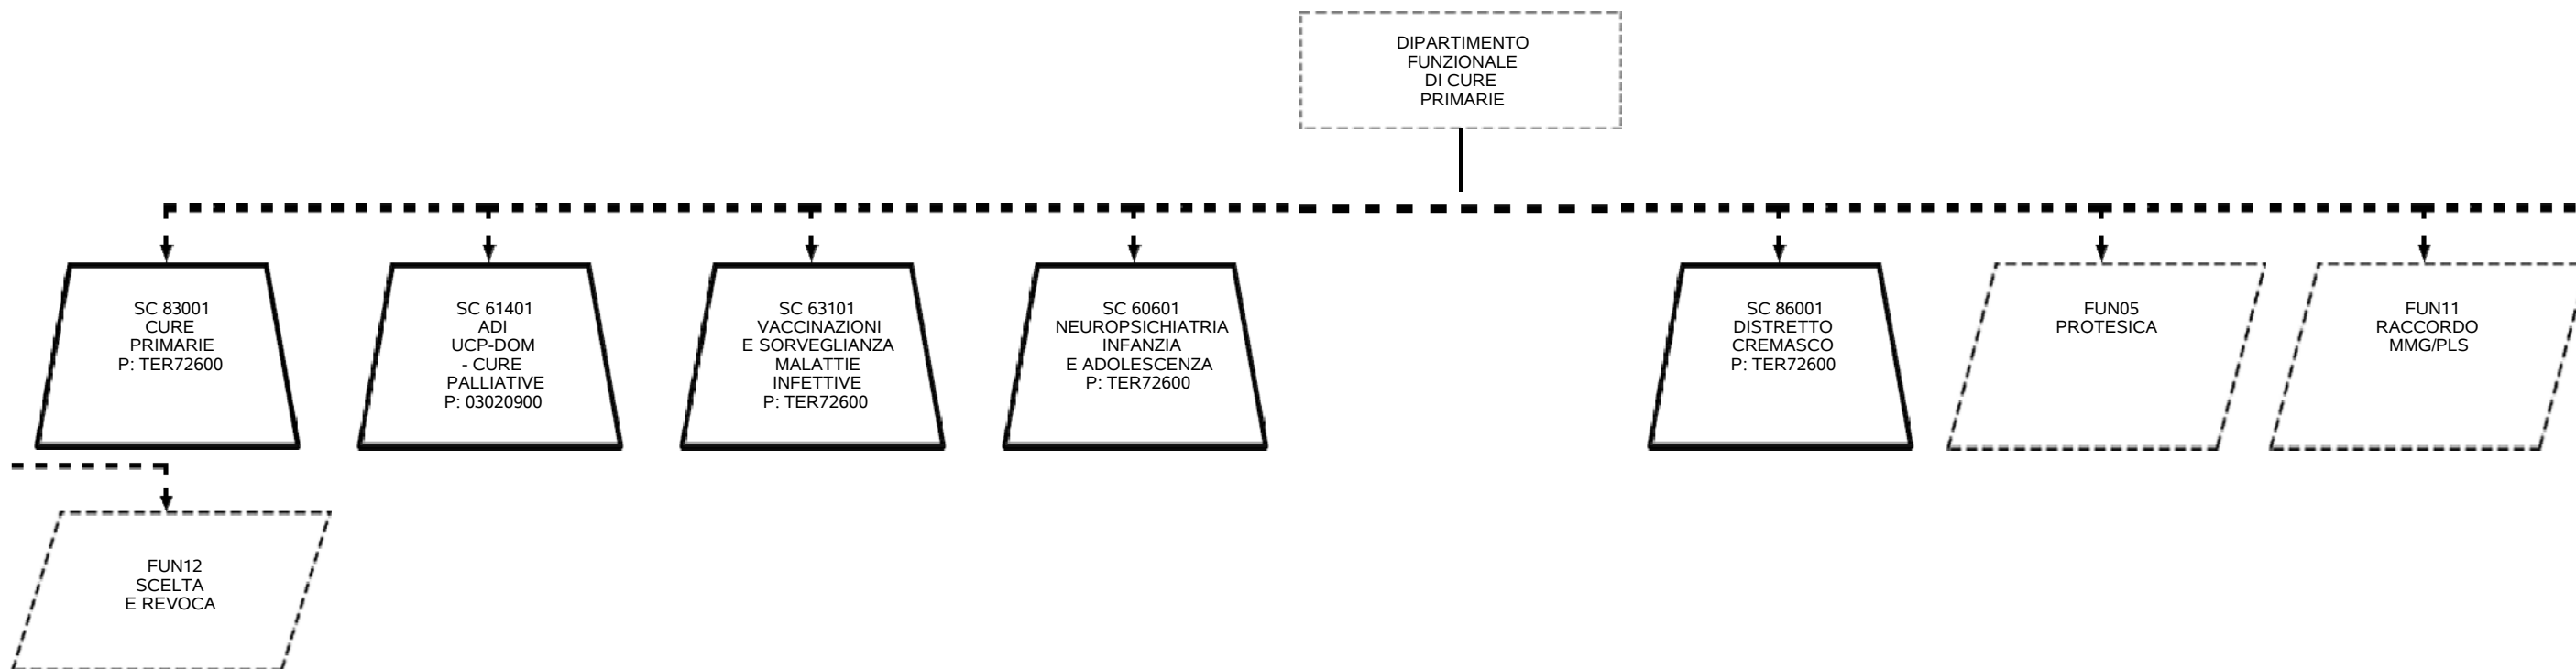 DIPARTIMENTO
FUNZIONALE
DI CURE
PRIMARIE
SC 83001
CURE
PRIMARIE
P: TER72600
SC 61401
ADI
UCP-DOM
- CURE
PALLIATIVE
P: 03020900
SC 63101
VACCINAZIONI
E SORVEGLIANZA
MALATTIE
INFETTIVE
P: TER72600
SC 60601
NEUROPSICHIATRIA
INFANZIA
E ADOLESCENZA
P: TER72600
SC 86001
DISTRETTO
CREMASCO
P: TER72600
FUN05
PROTESICA
FUN11
RACCORDO
MMG/PLS
FUN12
SCELTA
E REVOCA